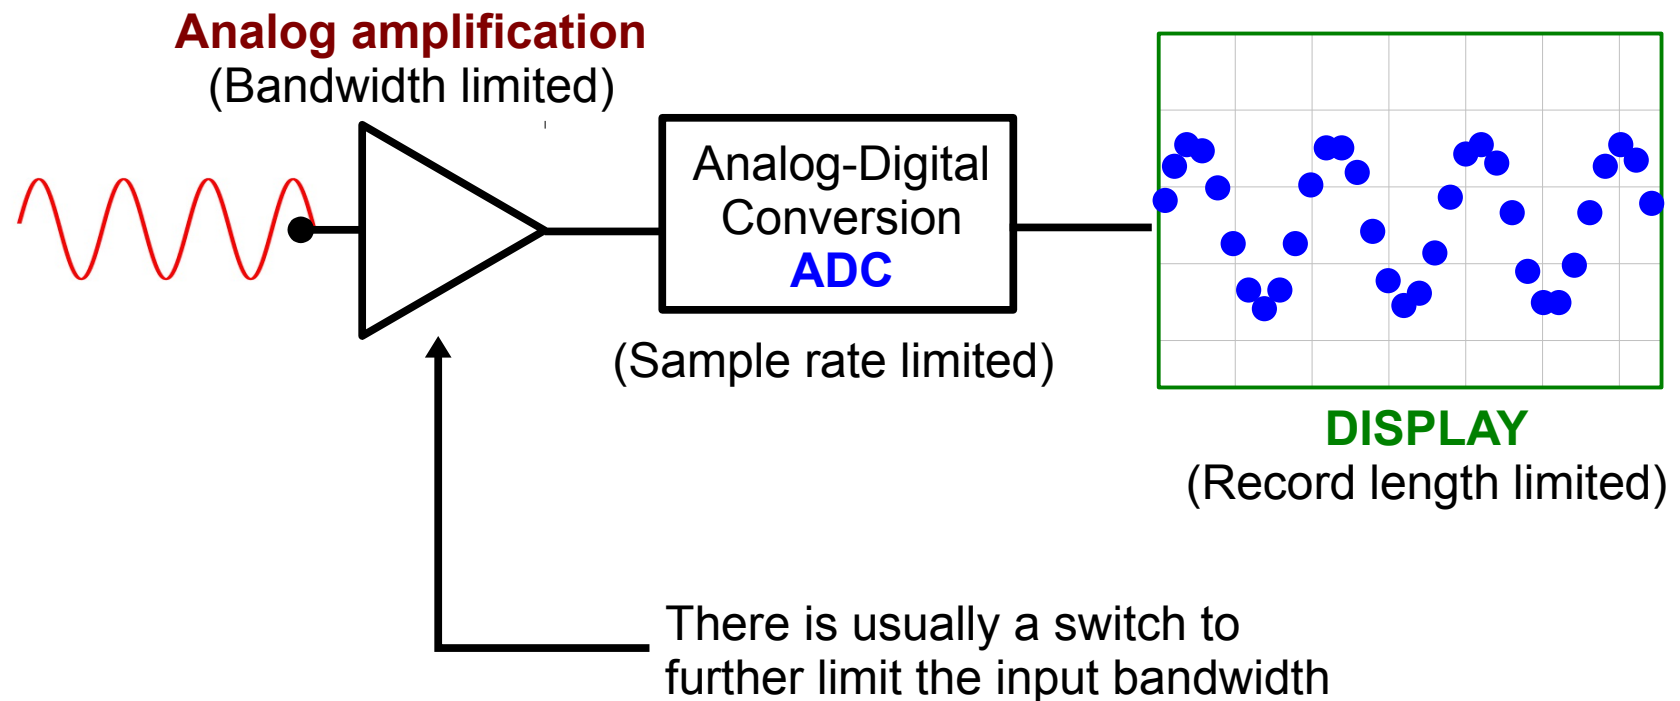 Analog amplification
(Bandwidth limited)
Analog-Digital
Conversion
ADC
(Sample rate limited)
DISPLAY
(Record length limited)
There is usually a switch to
further limit the input bandwidth